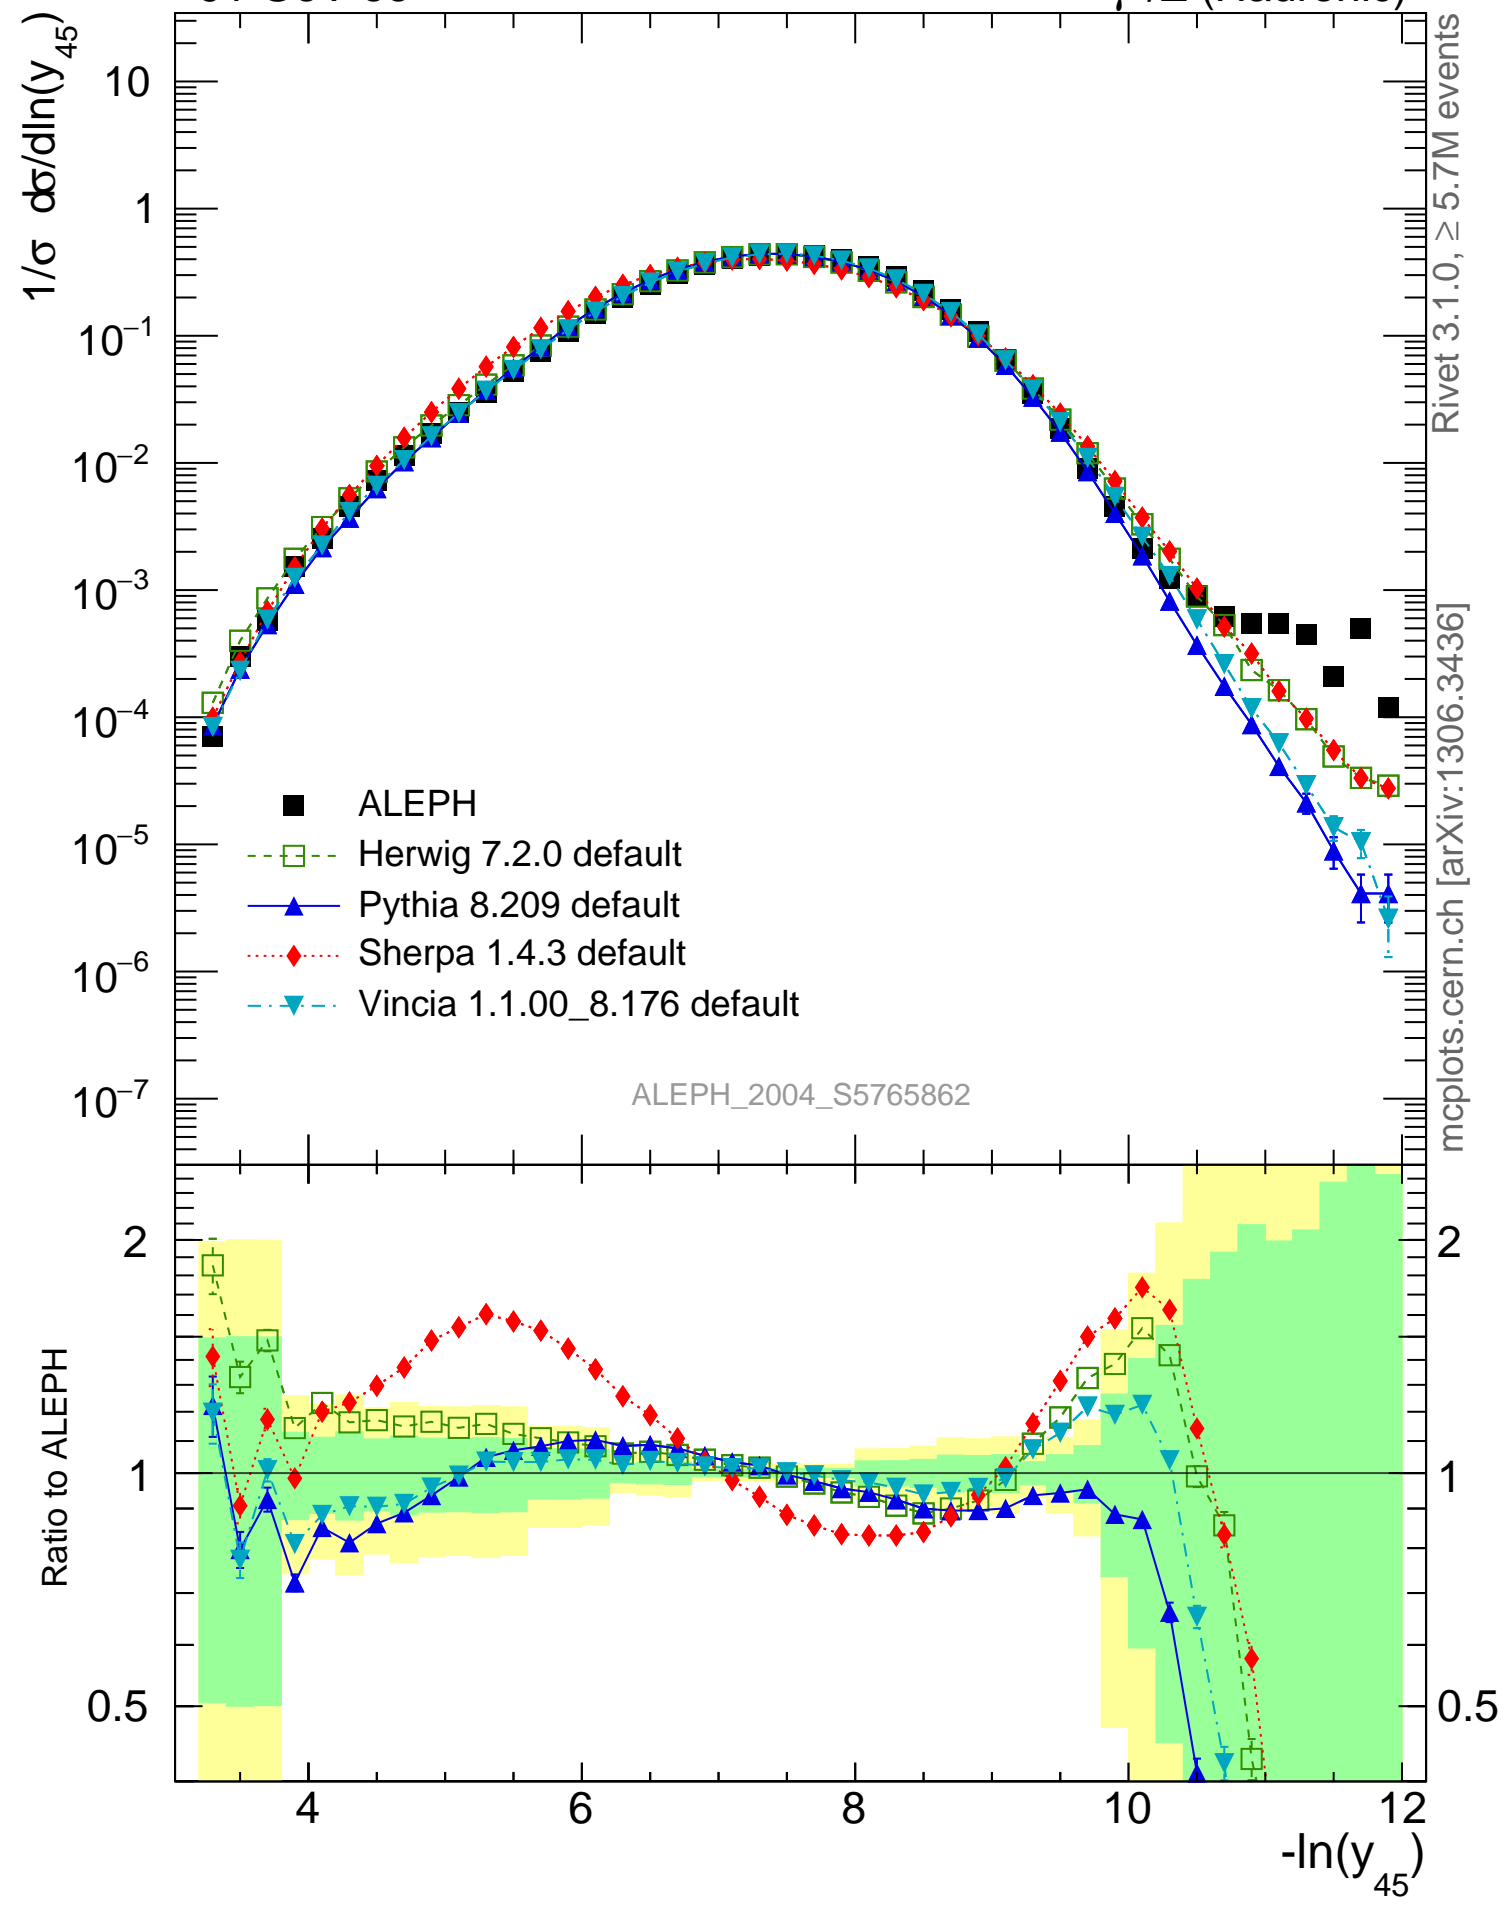 1/σ dσ/dln(y45)
10
1
10−1
10−2
10−3
10−4
10−5
10−6
10−7
ALEPH
Herwig 7.2.0 default
Pythia 8.209 default
Sherpa 1.4.3 default
Vincia 1.1.00_8.176 default
ALEPH_2004_S5765862
Rivet 3.1.0, ≥ 5.7M events
mcplots.cern.ch [arXiv:1306.3436]
Ratio to ALEPH
2
1
0.5
2
1
0.5
4 6 8 10 12
-ln(y45)